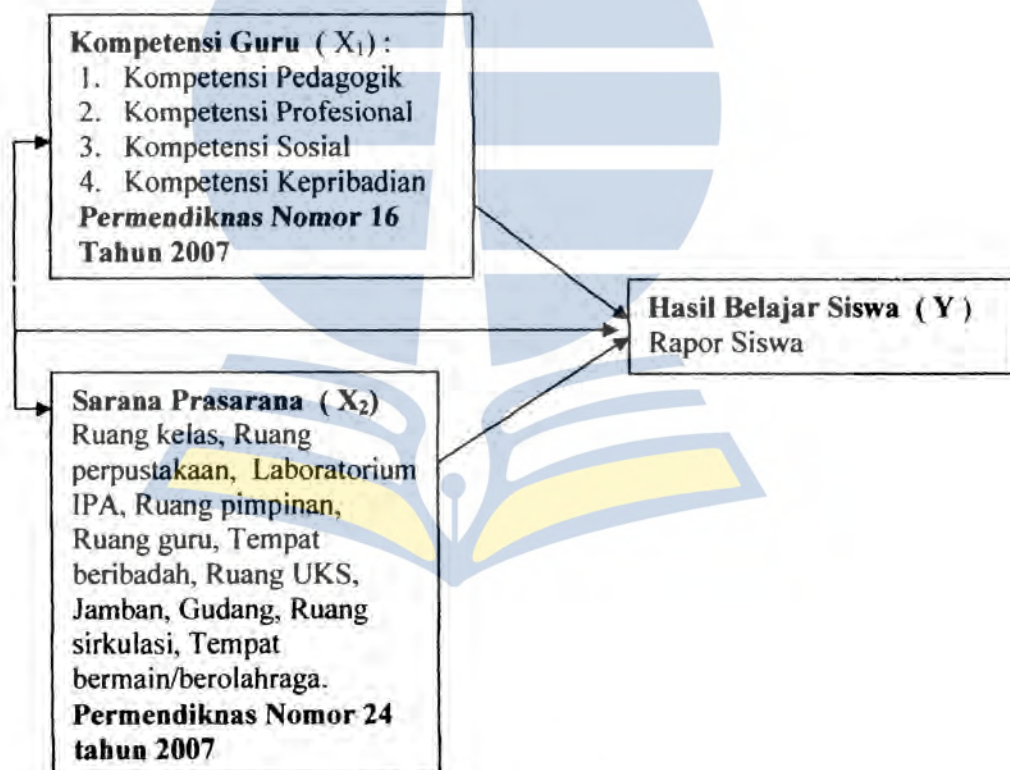 Kompetensi Guru ( X₁) :
1. Kompetensi Pedagogik
2. Kompetensi Profesional
3. Kompetensi Sosial
4. Kompetensi Kepribadian
Permendiknas Nomor 16
Tahun 2007
Hasil Belajar Siswa ( Y )
Rapor Siswa
Sarana Prasarana ( X₂)
Ruang kelas, Ruang
perpustakaan, Laboratorium
IPA, Ruang pimpinan,
Ruang guru, Tempat
beribadah, Ruang UKS,
Jamban, Gudang, Ruang
sirkulasi, Tempat
bermain/berolahraga.
Permendiknas Nomor 24
tahun 2007